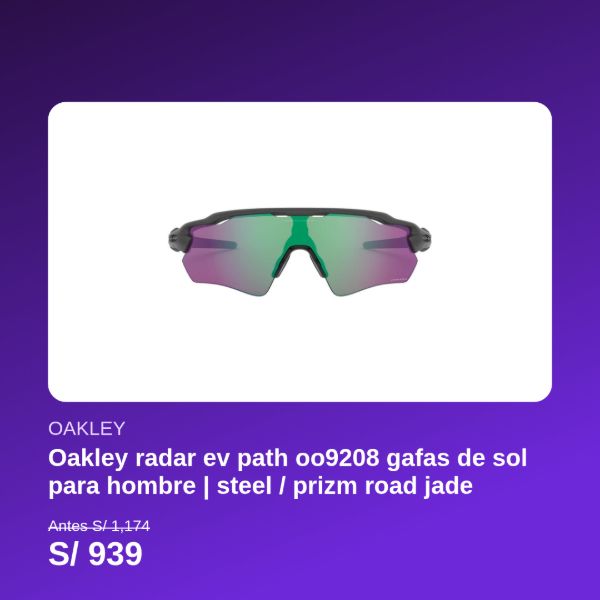 OAKLEY
Oakley radar ev path oo9208 gafas de sol
para hombre | steel / prizm road jade
Antes S/ 1,174
S/ 939